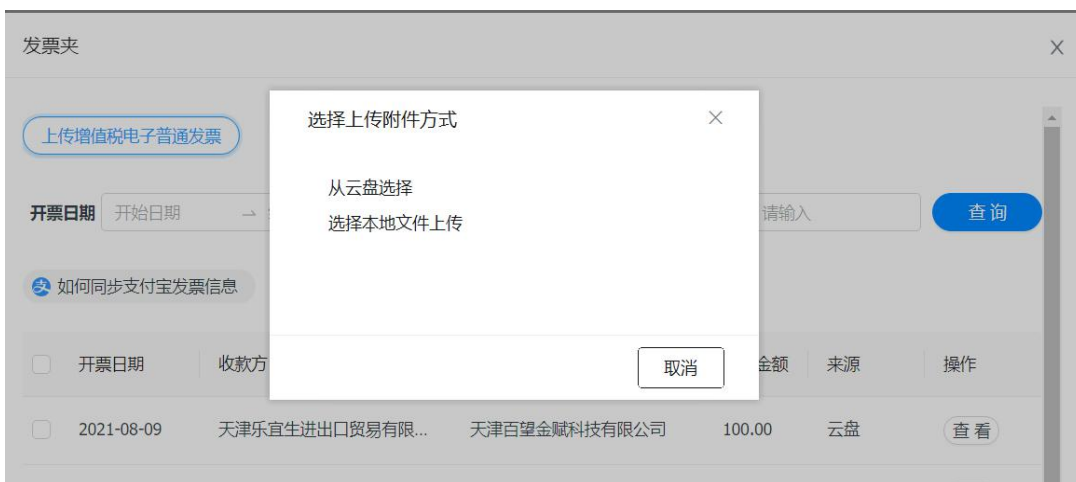 发票夹
选择上传附件方式
上传增值税电子普通发票
从云盘选择
选择本地文件上传
开票日期 开始日期 请输入 查询
如何同步支付宝发票信息
取消
开票日期 收款方 金额 来源 操作
2021-08-09 天津乐宜生进出口贸易有限... 天津百望金赋科技有限公司 100.00 云盘 查看